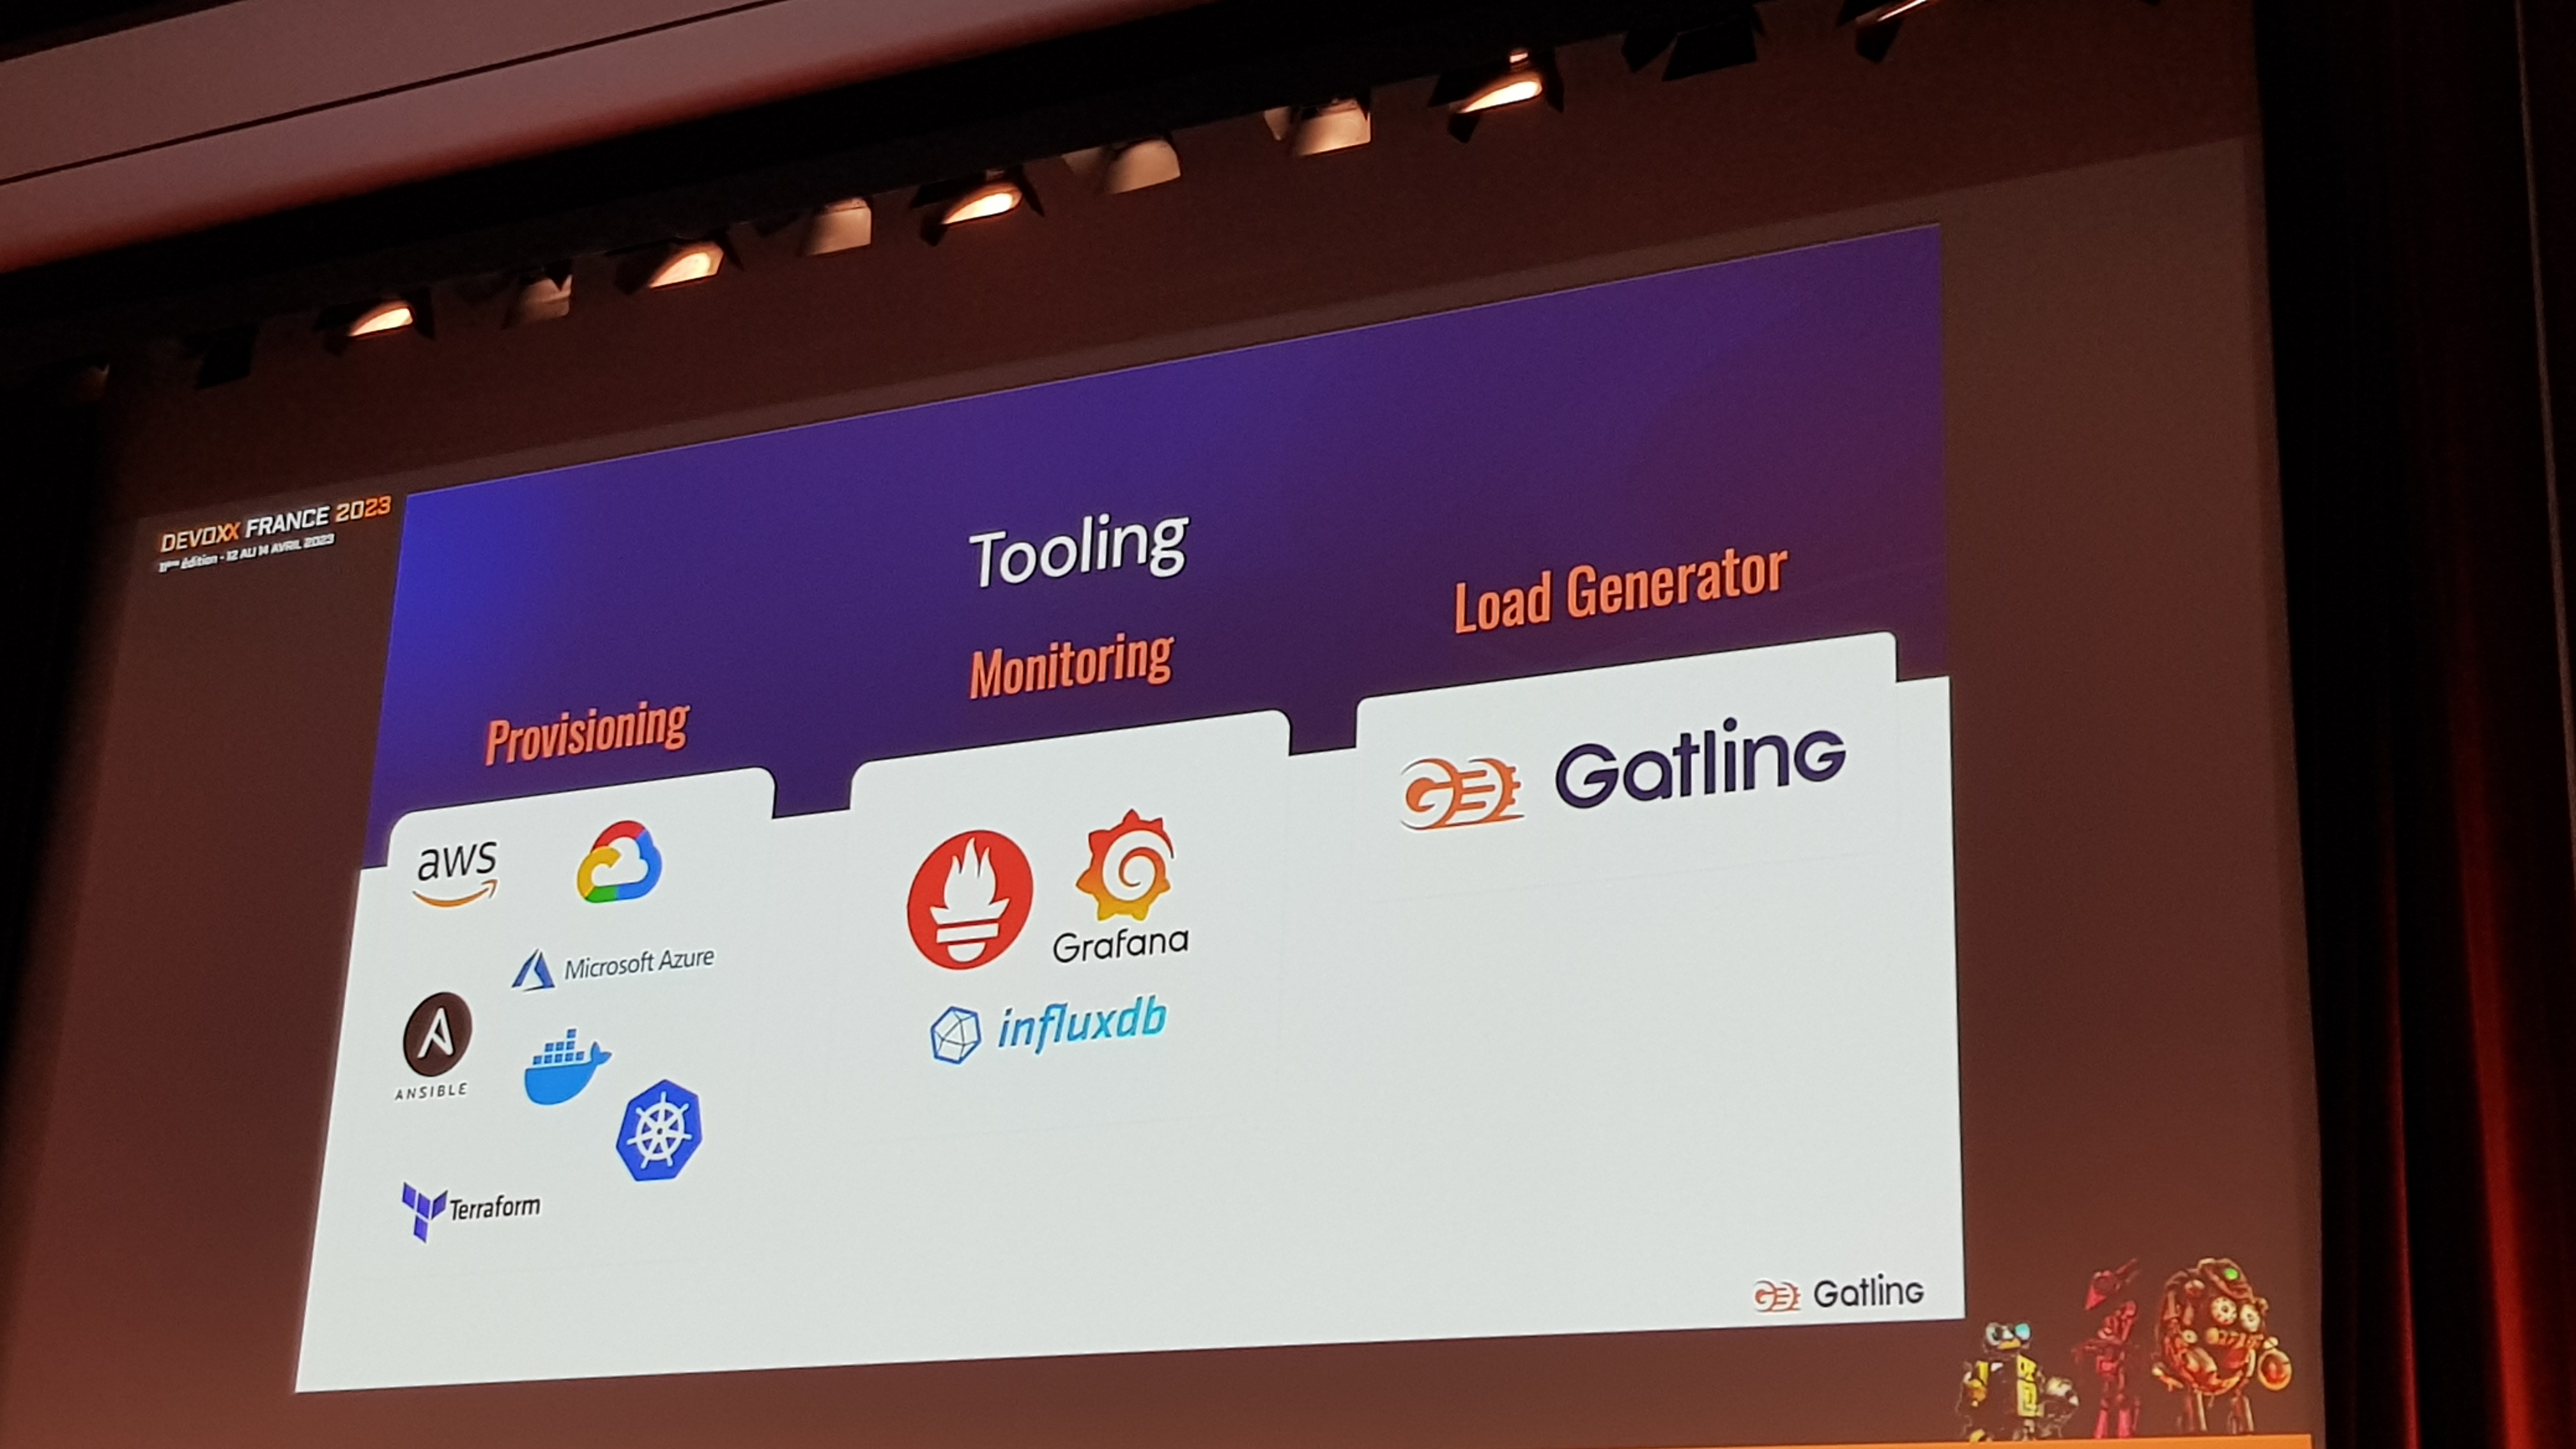 DEVOXX FRANCE 2023
11ème édition - 12 AU 14 AVRIL 2023
Tooling
Provisioning
Monitoring
Load Generator
aws
Microsoft Azure
ANSIBLE
Terraform
Grafana
influxdb
Gatling
Gatling